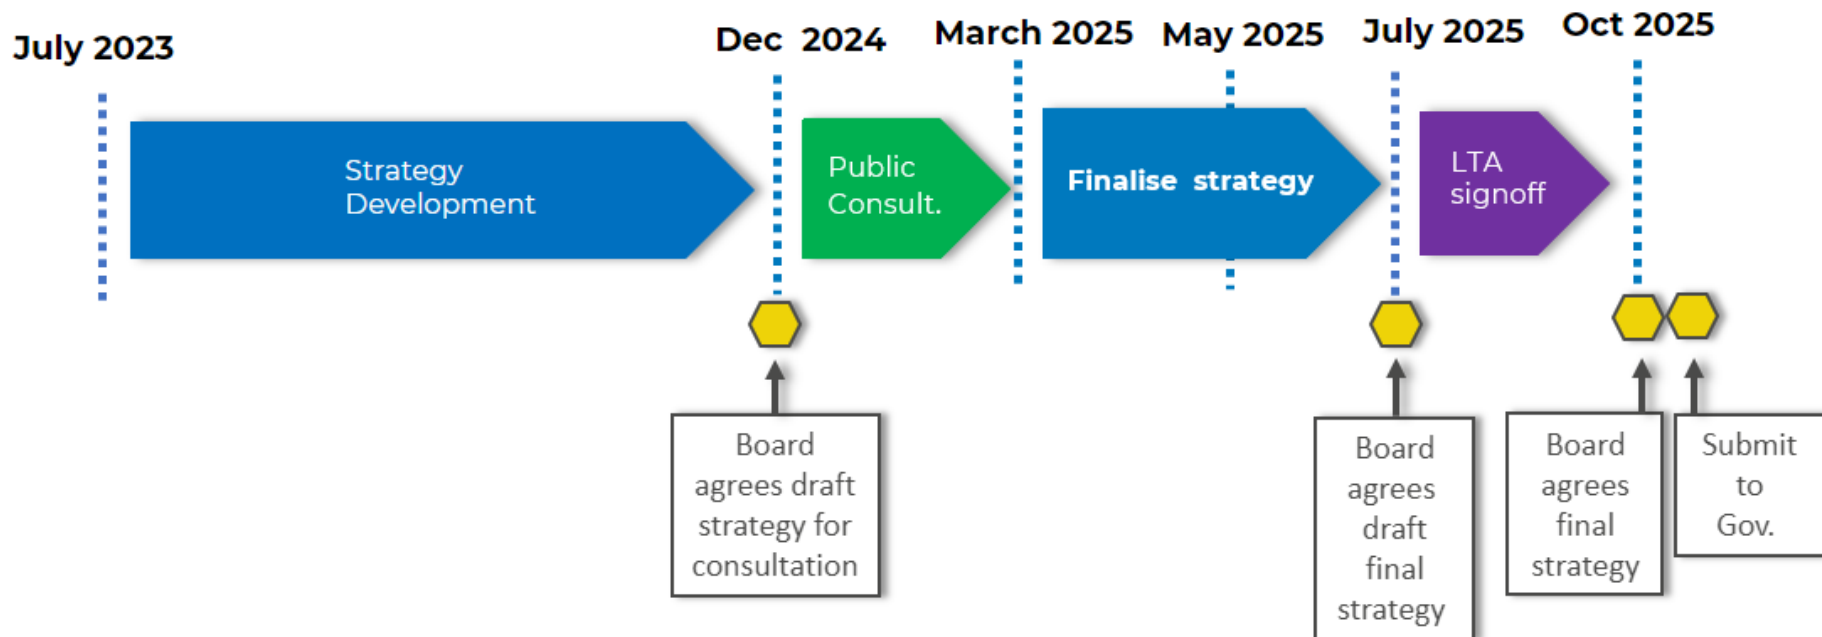 July 2023
Dec 2024
March 2025
May 2025
July 2025
Oct 2025
Strategy
Development
Public
Consult.
Finalise strategy
LTA
signoff
Board
agrees draft
strategy for
consultation
Board
agrees
draft
final
strategy
Board
agrees
final
strategy
Submit
to
Gov.